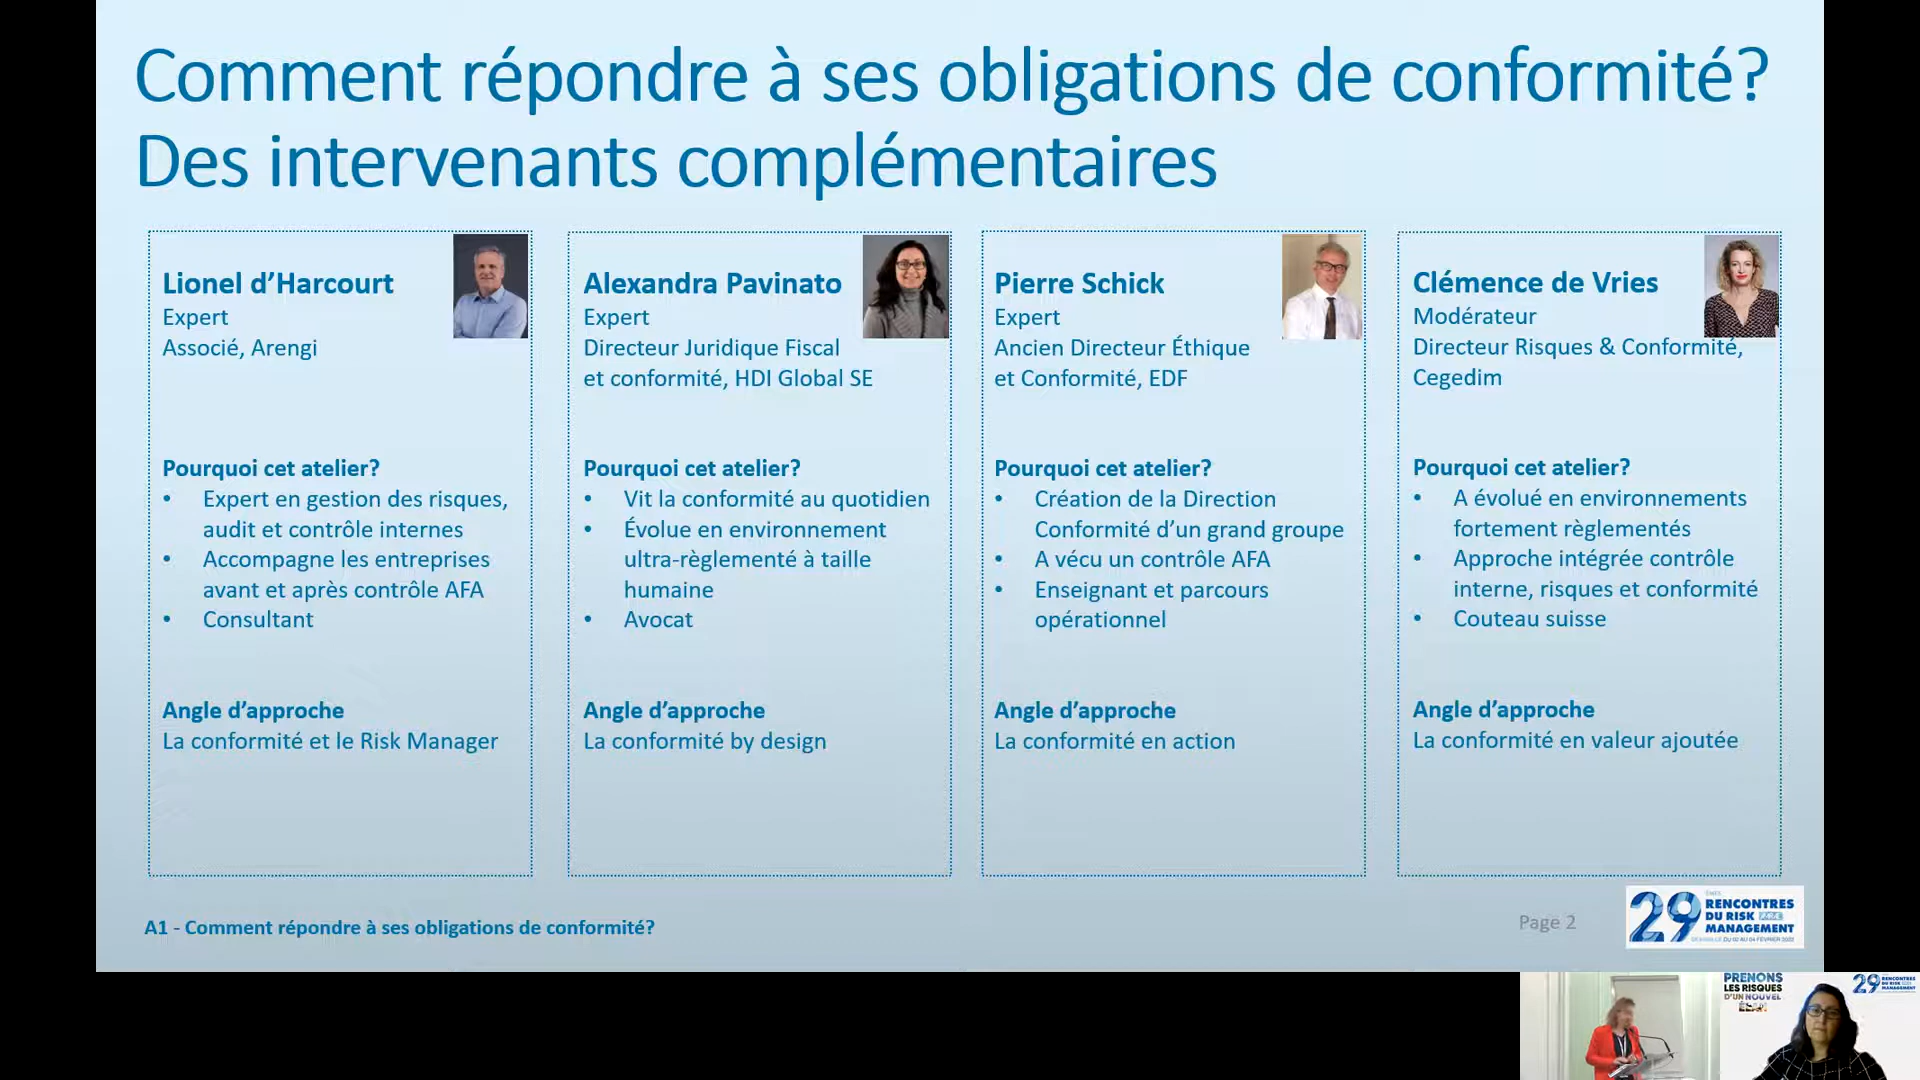 Comment répondre à ses obligations de conformité?
Des intervenants complémentaires
Lionel d’Harcourt
Expert
Associé, Arengi
Pourquoi cet atelier?
• Expert en gestion des risques,
audit et contrôle internes
• Accompagne les entreprises
avant et après contrôle AFA
• Consultant
Angle d’approche
La conformité et le Risk Manager
Alexandra Pavinato
Expert
Directeur Juridique Fiscal
et conformité, HDI Global SE
Pourquoi cet atelier?
• Vit la conformité au quotidien
• Évolue en environnement
ultra-règlementé à taille
humaine
• Avocat
Angle d’approche
La conformité by design
Pierre Schick
Expert
Ancien Directeur Éthique
et Conformité, EDF
Pourquoi cet atelier?
• Création de la Direction
Conformité d’un grand groupe
• A vécu un contrôle AFA
• Enseignant et parcours
opérationnel
Angle d’approche
La conformité en action
Clémence de Vries
Modérateur
Directeur Risques & Conformité,
Cegedim
Pourquoi cet atelier?
• A évolué en environnements
fortement règlementés
• Approche intégrée contrôle
interne, risques et conformité
• Couteau suisse
Angle d’approche
La conformité en valeur ajoutée
A1 - Comment répondre à ses obligations de conformité?
Page 2
29
RENCONTRES
DU RISK
MANAGEMENT
PRENONS
LES RISQUES
D'UN NOUVEL
ÉLAN
29
RENCONTRES
DU RISK
MANAGEMENT